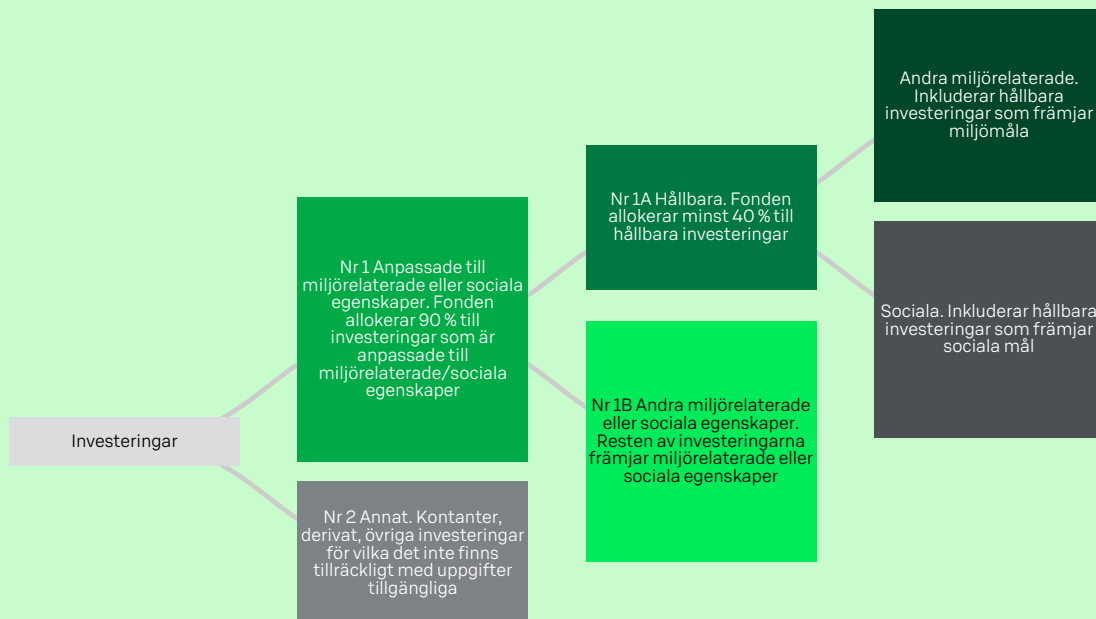 Investeringar
Nr 1 Anpassade till
miljörelaterade eller sociala
egenskaper. Fonden
allokerar 90 % till
investeringar som är
anpassade till
miljörelaterade/sociala
egenskaper
Nr 2 Annat. Kontanter,
derivat, övriga investeringar
för vilka det inte finns
tillräckligt med uppgifter
tillgängliga
Nr 1A Hållbara. Fonden
allokerar minst 40 % till
hållbara investeringar
Nr 1B Andra miljörelaterade
eller sociala egenskaper.
Resten av investeringarna
främjar miljörelaterade eller
sociala egenskaper
Andra miljörelaterade.
Inkluderar hållbara
investeringar som främjar
miljömåla
Sociala. Inkluderar hållbara
investeringar som främjar
sociala mål